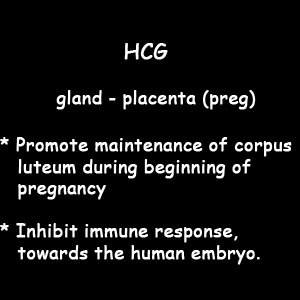 HCG
gland - placenta (preg)
* Promote maintenance of corpus
luteum during beginning of
pregnancy
* Inhibit immune response,
towards the human embryo.